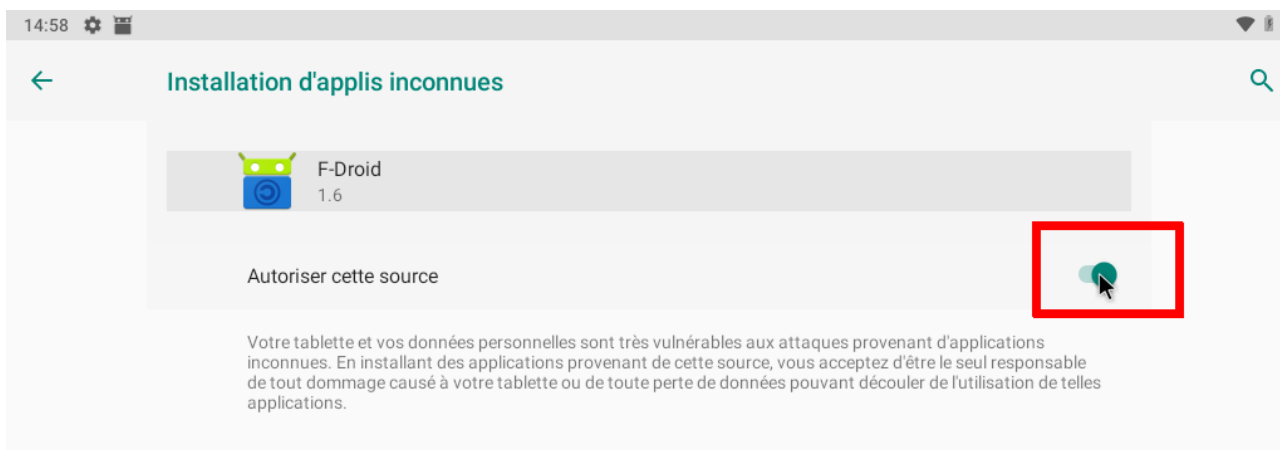 14:58
Installation d'applis inconnues
F-Droid
1.6
Autoriser cette source
Votre tablette et vos données personnelles sont très vulnérables aux attaques provenant d'applications
inconnues. En installant des applications provenant de cette source, vous acceptez d'être le seul responsable
de tout dommage causé à votre tablette ou de toute perte de données pouvant découler de l'utilisation de telles
applications.